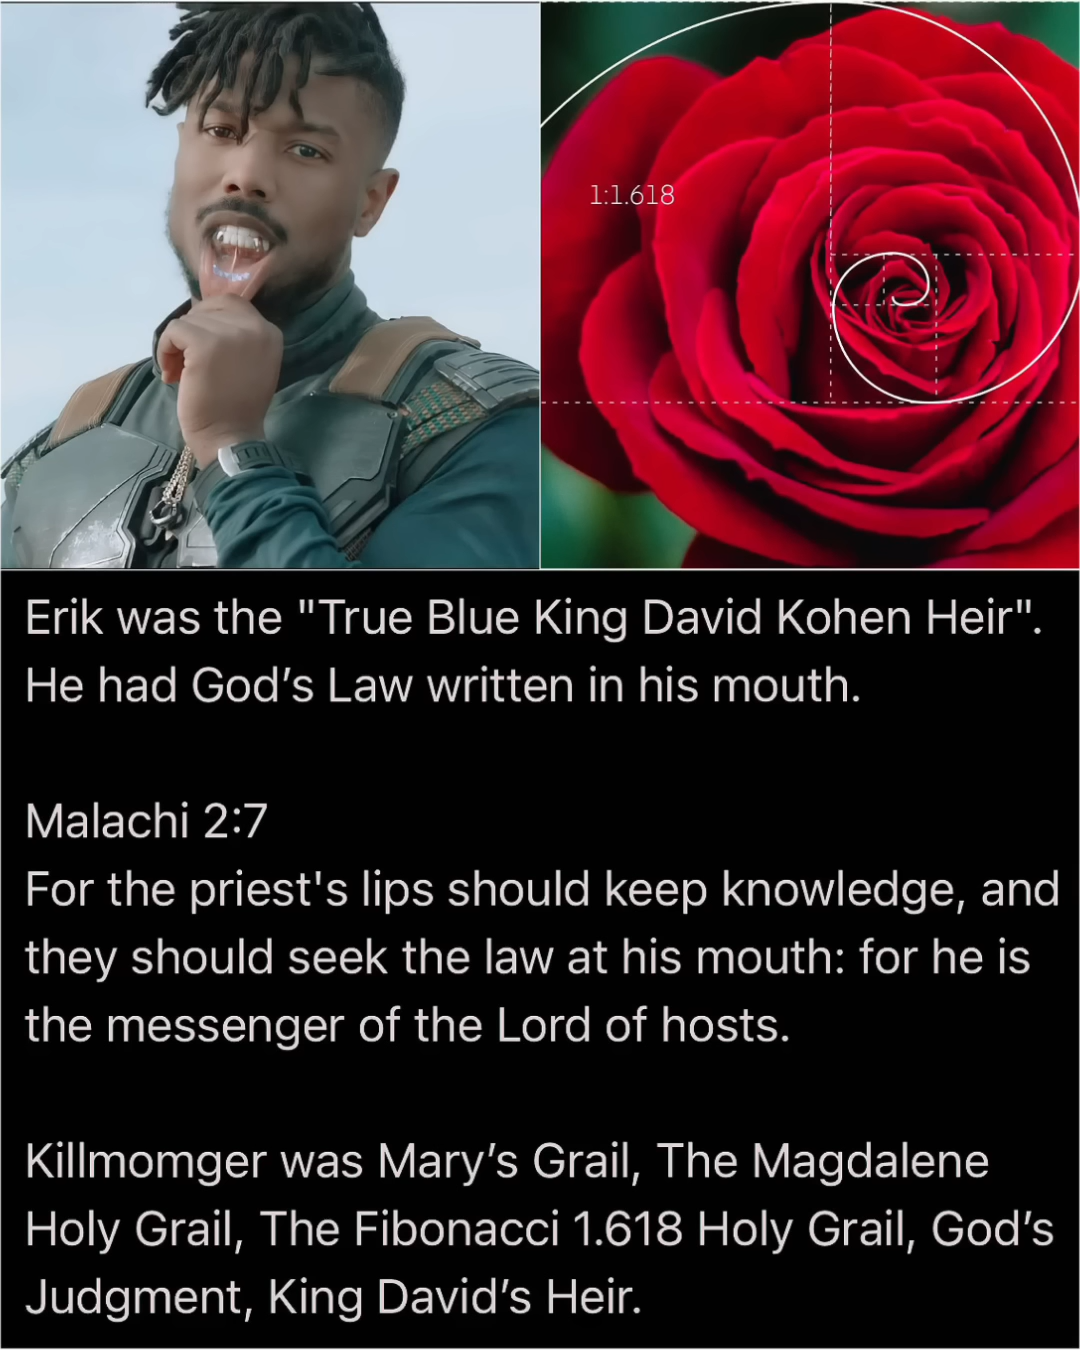 1:1.618
Erik was the "True Blue King David Kohen Heir".
He had God’s Law written in his mouth.
Malachi 2:7
For the priest's lips should keep knowledge, and
they should seek the law at his mouth: for he is
the messenger of the Lord of hosts.
Killmomger was Mary’s Grail, The Magdalene
Holy Grail, The Fibonacci 1.618 Holy Grail, God’s
Judgment, King David’s Heir.